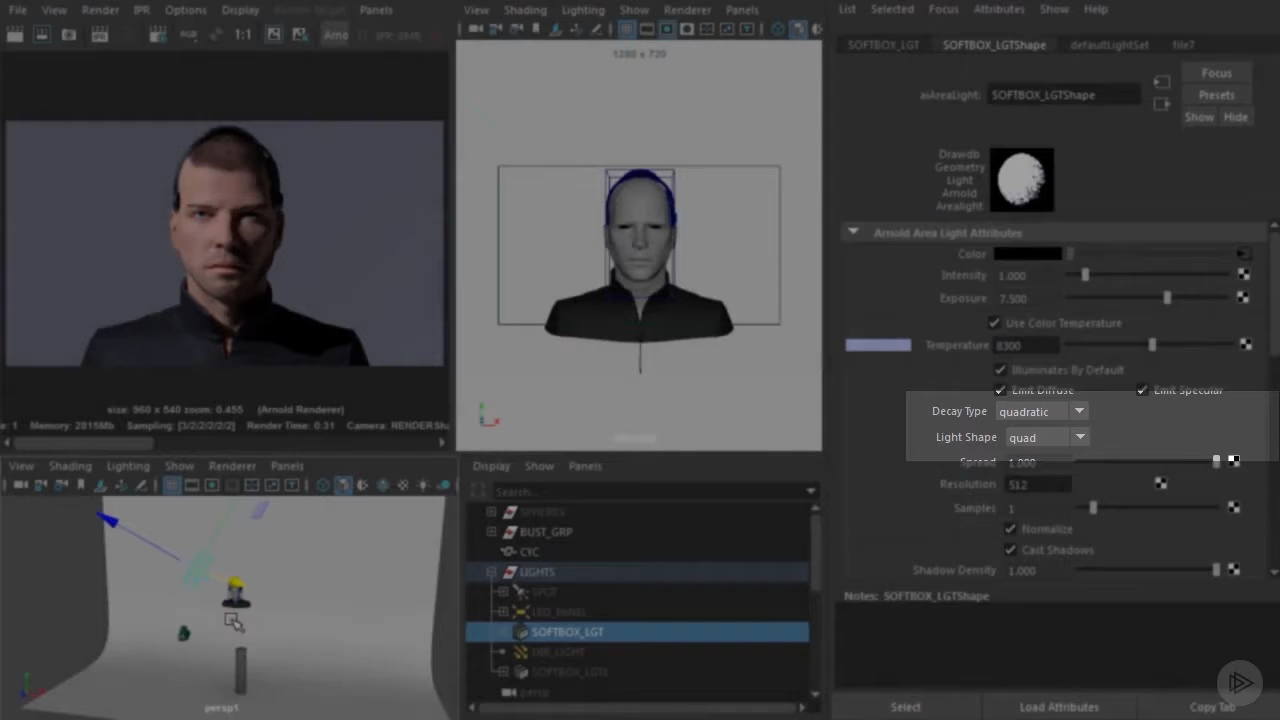 File View Render IPR Options Display Panels
1:1
size: 960 x 540 zoom: 0.455 (Arnold Renderer)
Memory: 2815Mb Sampling: [3/2/2/2/2/2] Render Time: 0:31 Camera:
View Shading Lighting Show Renderer Panels
1280 x 720
View Shading Lighting Show Renderer Panels
persp1
Display Show Panels
Search...
SPHERES
BUST_GRP
CYC
LIGHTS
SPOT
LED_PANEL
SOFTBOX_LGT
SOFTBOX_LGT1
persp
List Selected Focus Attributes Show Help
SOFTBOX_LGT SOFTBOX_LGTShape defaultLightSet file7
Focus
aiAreaLight: SOFTBOX_LGTShape Presets
Show Hide
Drawdb
Geometry
Light
Arnold
Arealight
Arnold Area Light Attributes
Color
Intensity 1.000
Exposure 7.500
Use Color Temperature
Temperature 8300
Illuminates By Default
Emit Diffuse Emit Specular
Decay Type quadratic
Light Shape quad
Spread 1.000
Resolution 512
Samples 1
Normalize
Cast Shadows
Shadow Density 1.000
Notes: SOFTBOX_LGTShape
Select Load Attributes Copy Tab